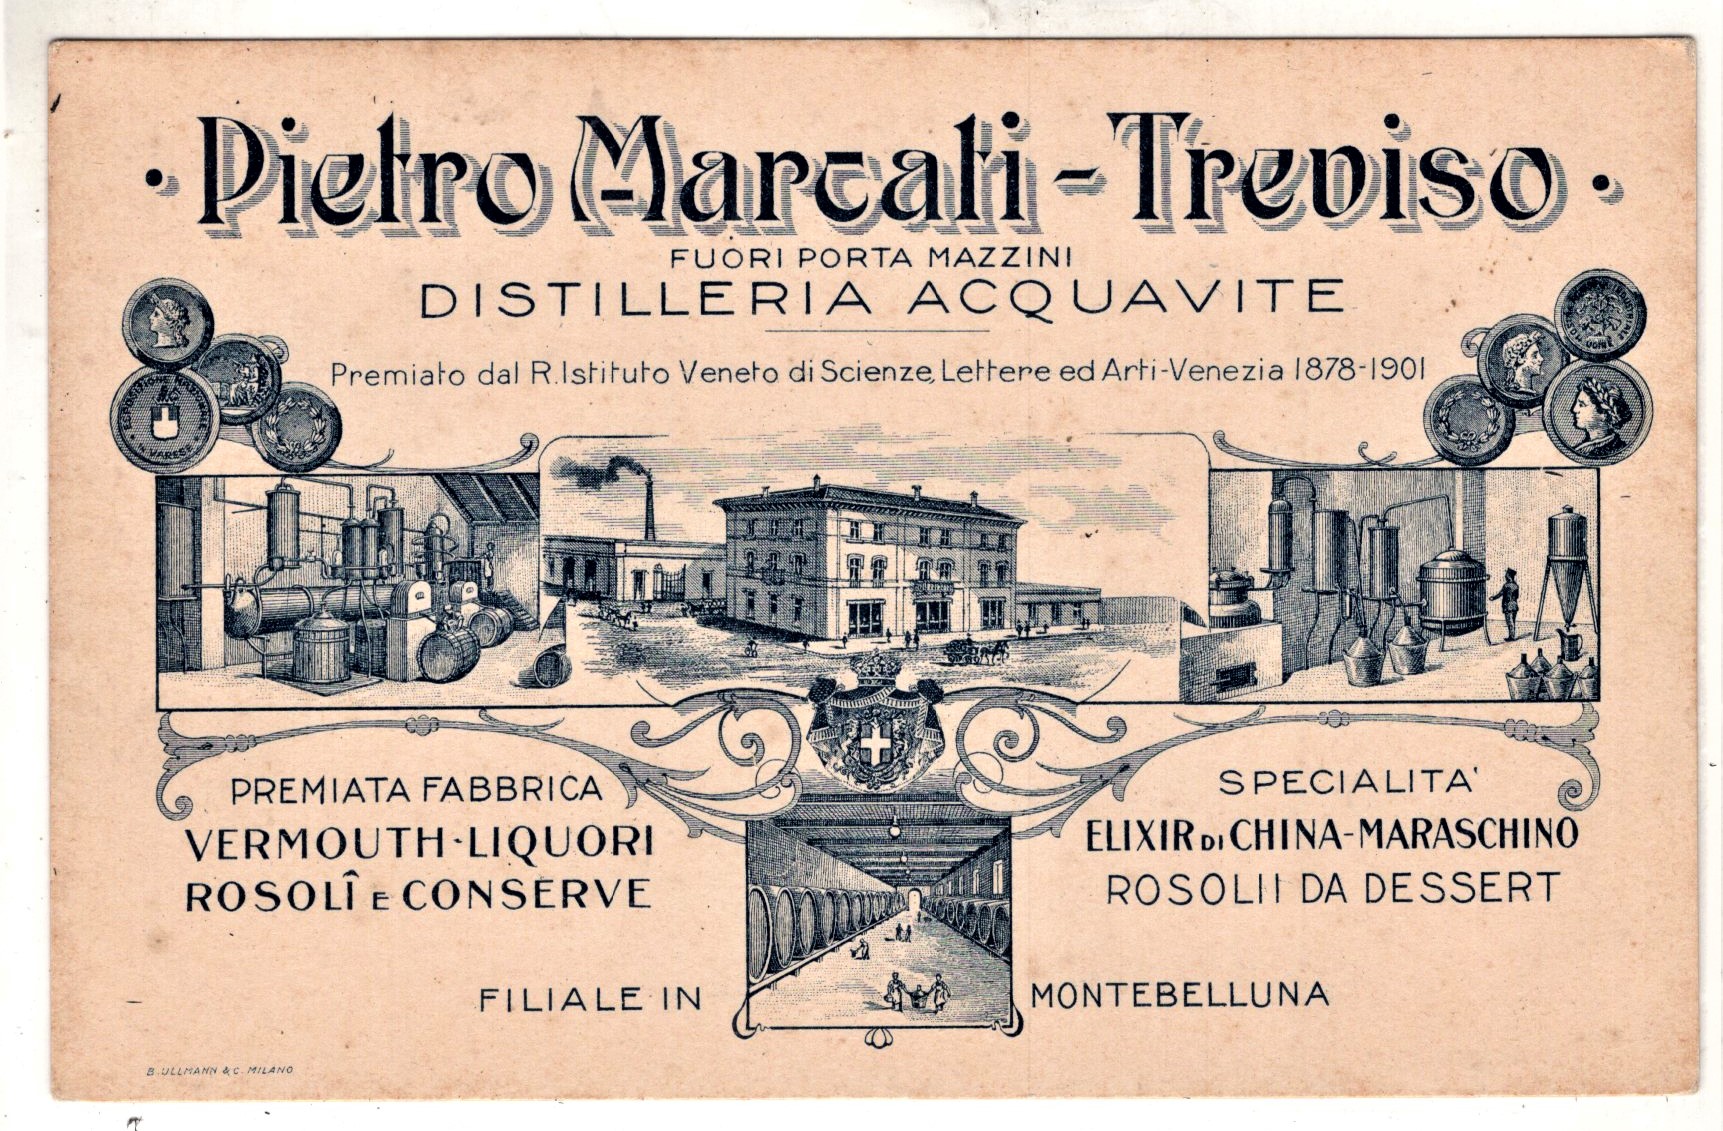 · Pietro Marcati - Treviso ·
FUORI PORTA MAZZINI
DISTILLERIA ACQUAVITE
Premiato dal R. Istituto Veneto di Scienze, Lettere ed Arti-Venezia 1878-1901
PREMIATA FABBRICA
VERMOUTH·LIQUORI
ROSOLÎ E CONSERVE
SPECIALITA'
ELIXIR DI CHINA-MARASCHINO
ROSOLII DA DESSERT
FILIALE IN MONTEBELLUNA
B. ULLMANN & C. MILANO